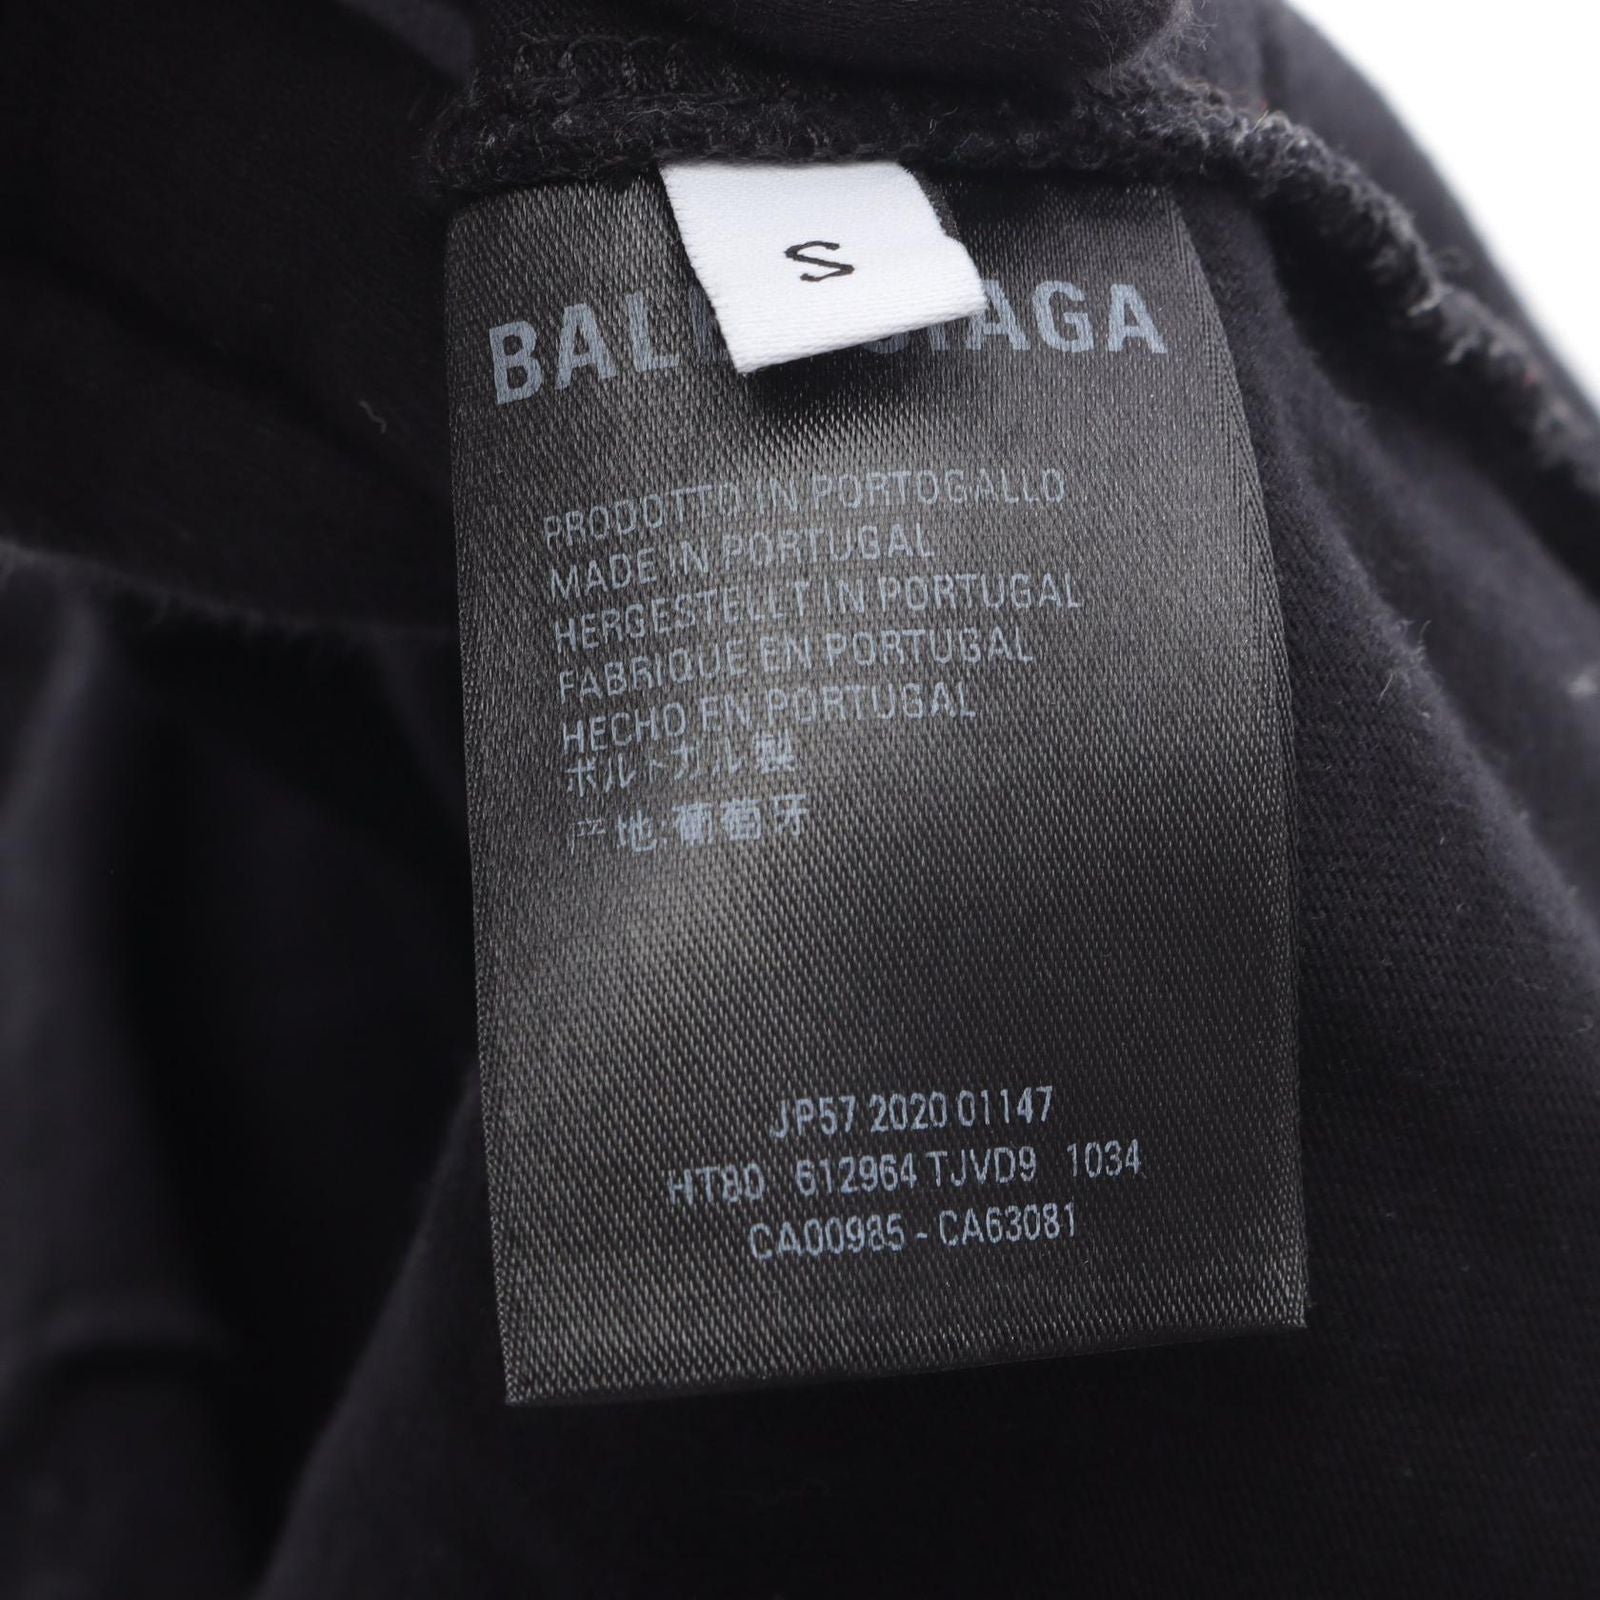 S
BAL TAGA
PRODOTTO IN PORTOGALLO
MADE IN PORTUGAL
HERGESTELLT IN PORTUGAL
FABRIQUE EN PORTUGAL
HECHO EN PORTUGAL
ポルトガル製
产地:葡萄牙
JP57 2020 01147
HT80 612964 TJVD9 1034
CA00985 - CA63081